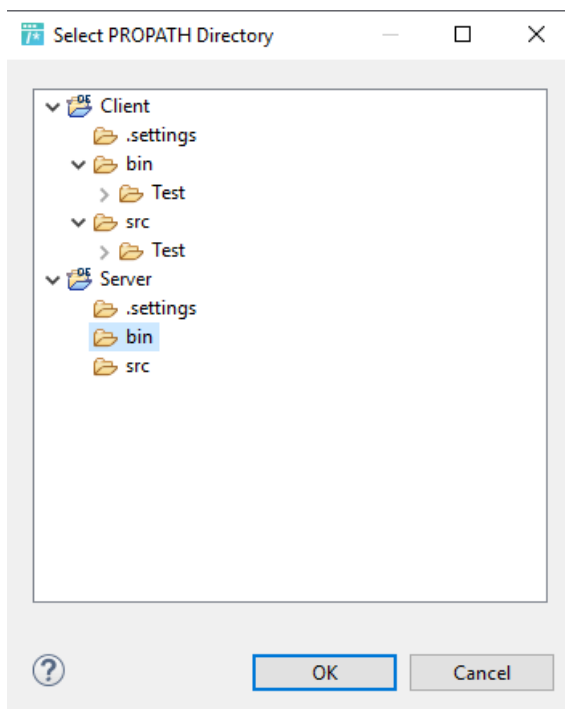 Select PROPATH Directory
Client
.settings
bin
Test
src
Test
Server
.settings
bin
src
OK
Cancel